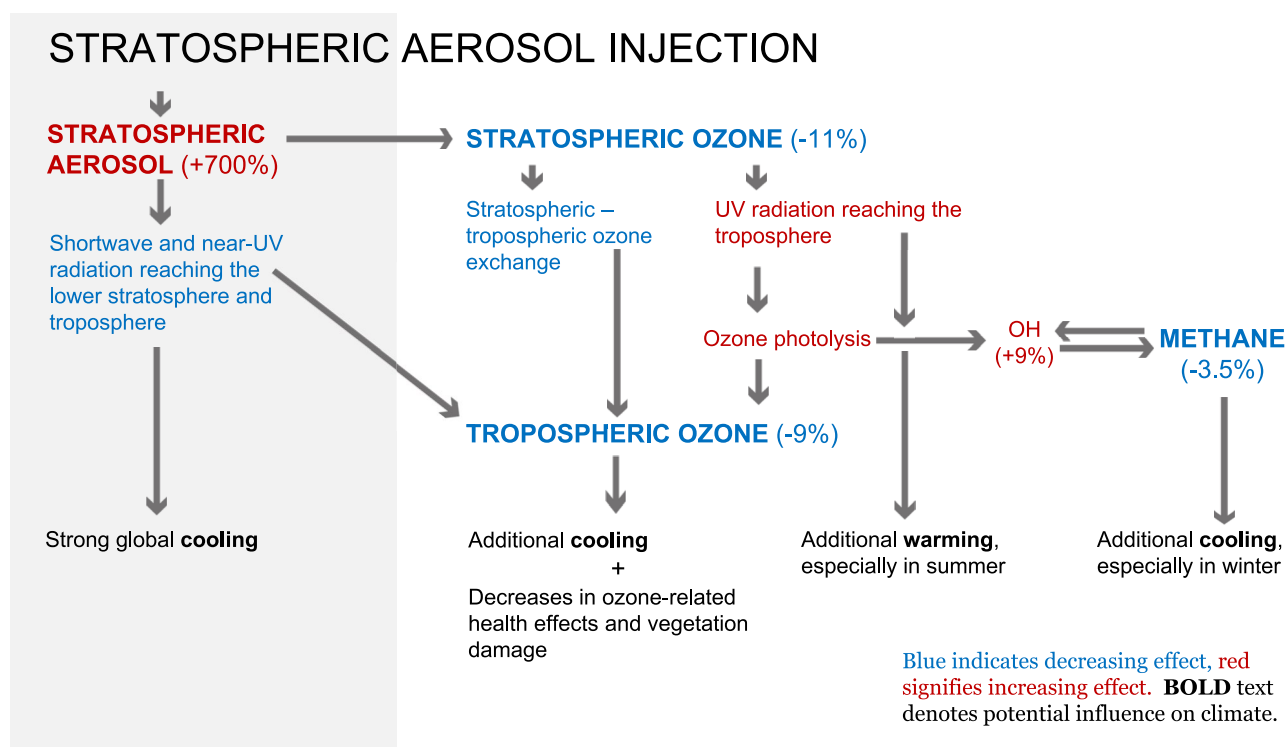 STRATOSPHERIC AEROSOL INJECTION
STRATOSPHERIC
AEROSOL (+700%)
STRATOSPHERIC OZONE (-11%)
Shortwave and near-UV
radiation reaching the
lower stratosphere and
troposphere
Stratospheric –
tropospheric ozone
exchange
UV radiation reaching the
troposphere
Ozone photolysis
OH
(+9%)
METHANE
(-3.5%)
TROPOSPHERIC OZONE (-9%)
Strong global cooling
Additional cooling
+
Decreases in ozone-related
health effects and vegetation
damage
Additional warming,
especially in summer
Additional cooling,
especially in winter
Blue indicates decreasing effect, red
signifies increasing effect. BOLD text
denotes potential influence on climate.